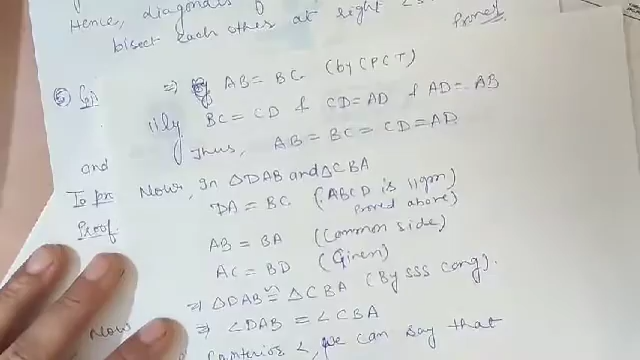 Hence, diagonals
bisect each other at right ∠s
Proved
⇒ AB = BC (by CPCT)
(5) Gi
lly BC = CD & CD = AD & AD = AB
Thus, AB = BC = CD = AD
and
Now, In △DAB and △CBA
To pr
DA = BC (ABCD is llgm)
Proved above)
Proof
AB = BA (Common side)
AC = BD (Given)
⇒ △DAB ≅ △CBA (By SSS cong).
⇒ ∠DAB = ∠CBA
Now
∠, we can say that